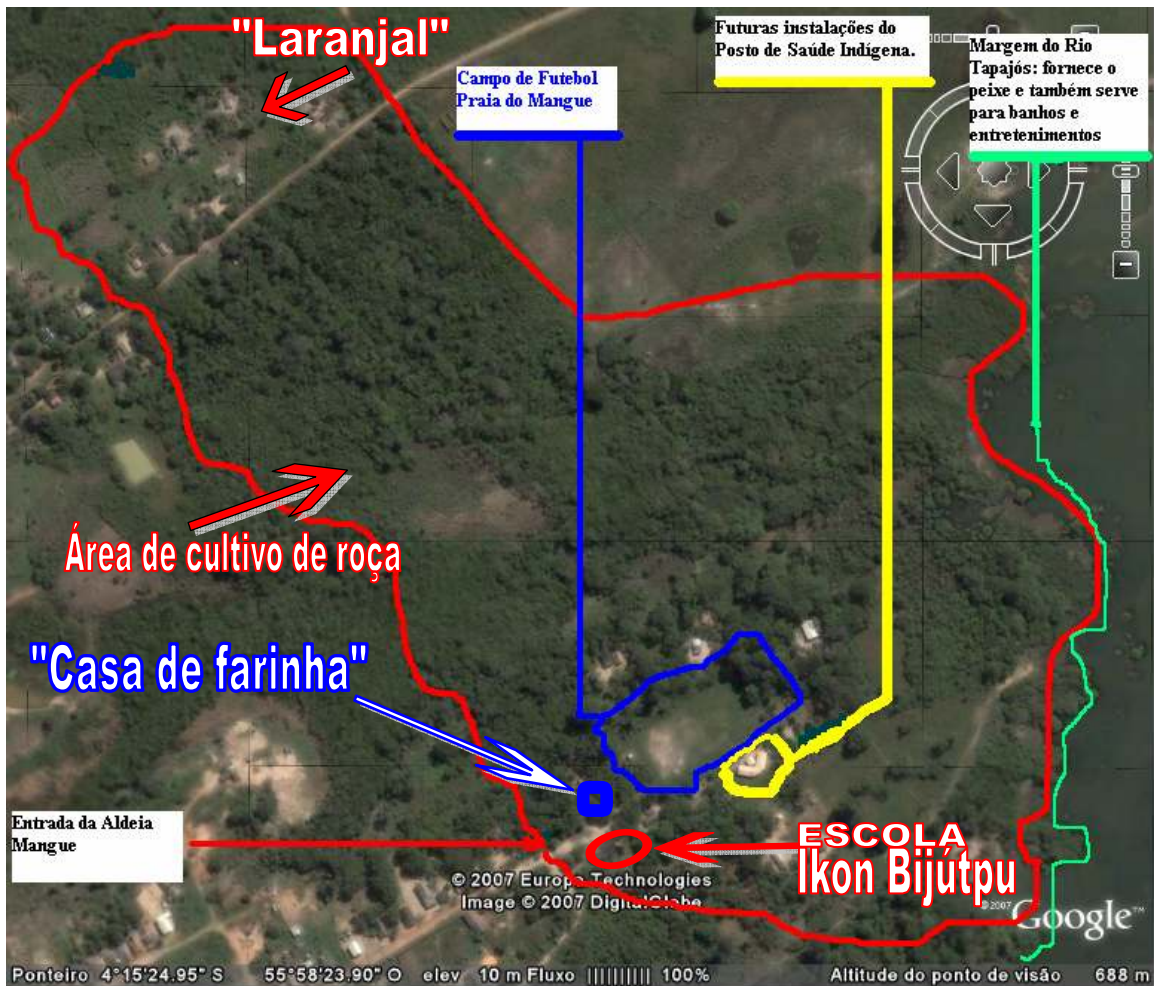 "Laranjal"
Campo de Futebol
Praia do Mangue
Futuras instalações do
Posto de Saúde Indígena.
Margem do Rio
Tapajós: fornece o
peixe e também serve
para banhos e
entretenimentos
Área de cultivo de roça
"Casa de farinha"
Entrada da Aldeia
Mangue
ESCOLA
Ikon Bijútpu
© 2007 Europa Technologies
Image © 2007 DigitalGlobe
©2007 Google™
Ponteiro 4°15'24.95" S 55°58'23.90" O elev 10 m Fluxo |||||||||| 100% Altitude do ponto de visão 688 m